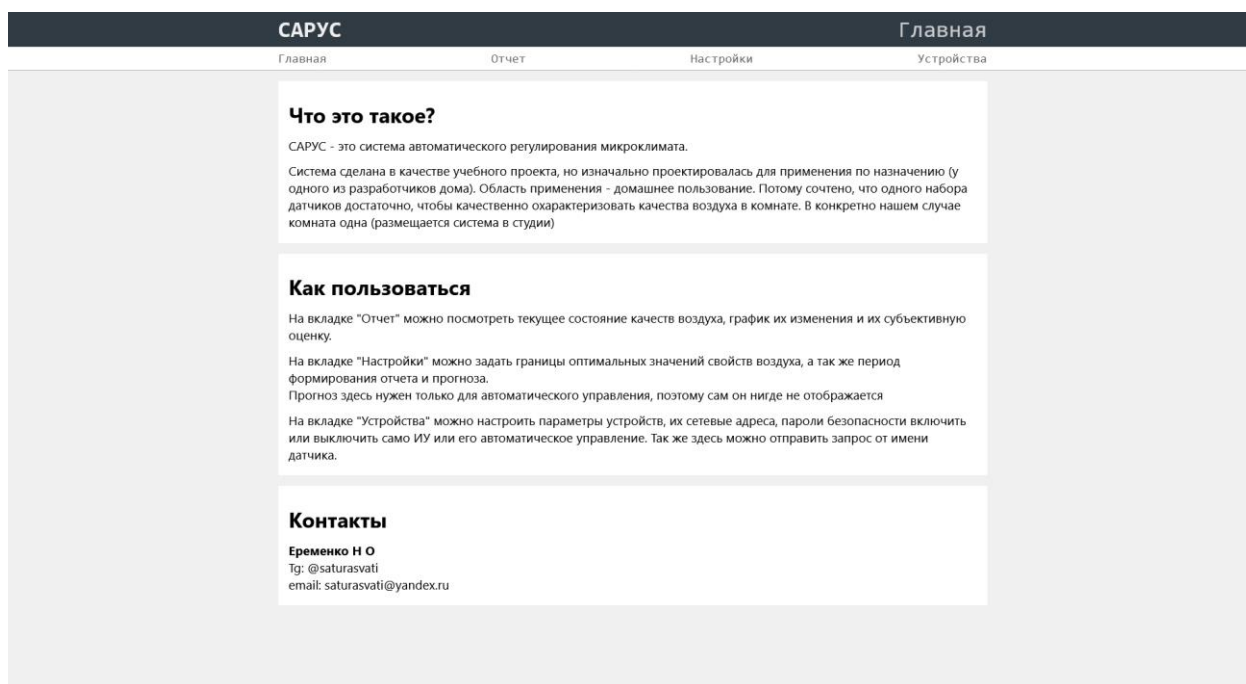 САРУС
Главная
Главная Отчет Настройки Устройства
Что это такое?
САРУС - это система автоматического регулирования микроклимата.
Система сделана в качестве учебного проекта, но изначально проектировалась для применения по назначению (у
одного из разработчиков дома). Область применения - домашнее пользование. Потому сочтено, что одного набора
датчиков достаточно, чтобы качественно охарактеризовать качества воздуха в комнате. В конкретно нашем случае
комната одна (размещается система в студии)
Как пользоваться
На вкладке "Отчет" можно посмотреть текущее состояние качеств воздуха, график их изменения и их субъективную
оценку.
На вкладке "Настройки" можно задать границы оптимальных значений свойств воздуха, а так же период
формирования отчета и прогноза.
Прогноз здесь нужен только для автоматического управления, поэтому сам он нигде не отображается
На вкладке "Устройства" можно настроить параметры устройств, их сетевые адреса, пароли безопасности включить
или выключить само ИУ или его автоматическое управление. Так же здесь можно отправить запрос от имени
датчика.
Контакты
Еременко Н О
Tg: @saturasvati
email: saturasvati@yandex.ru